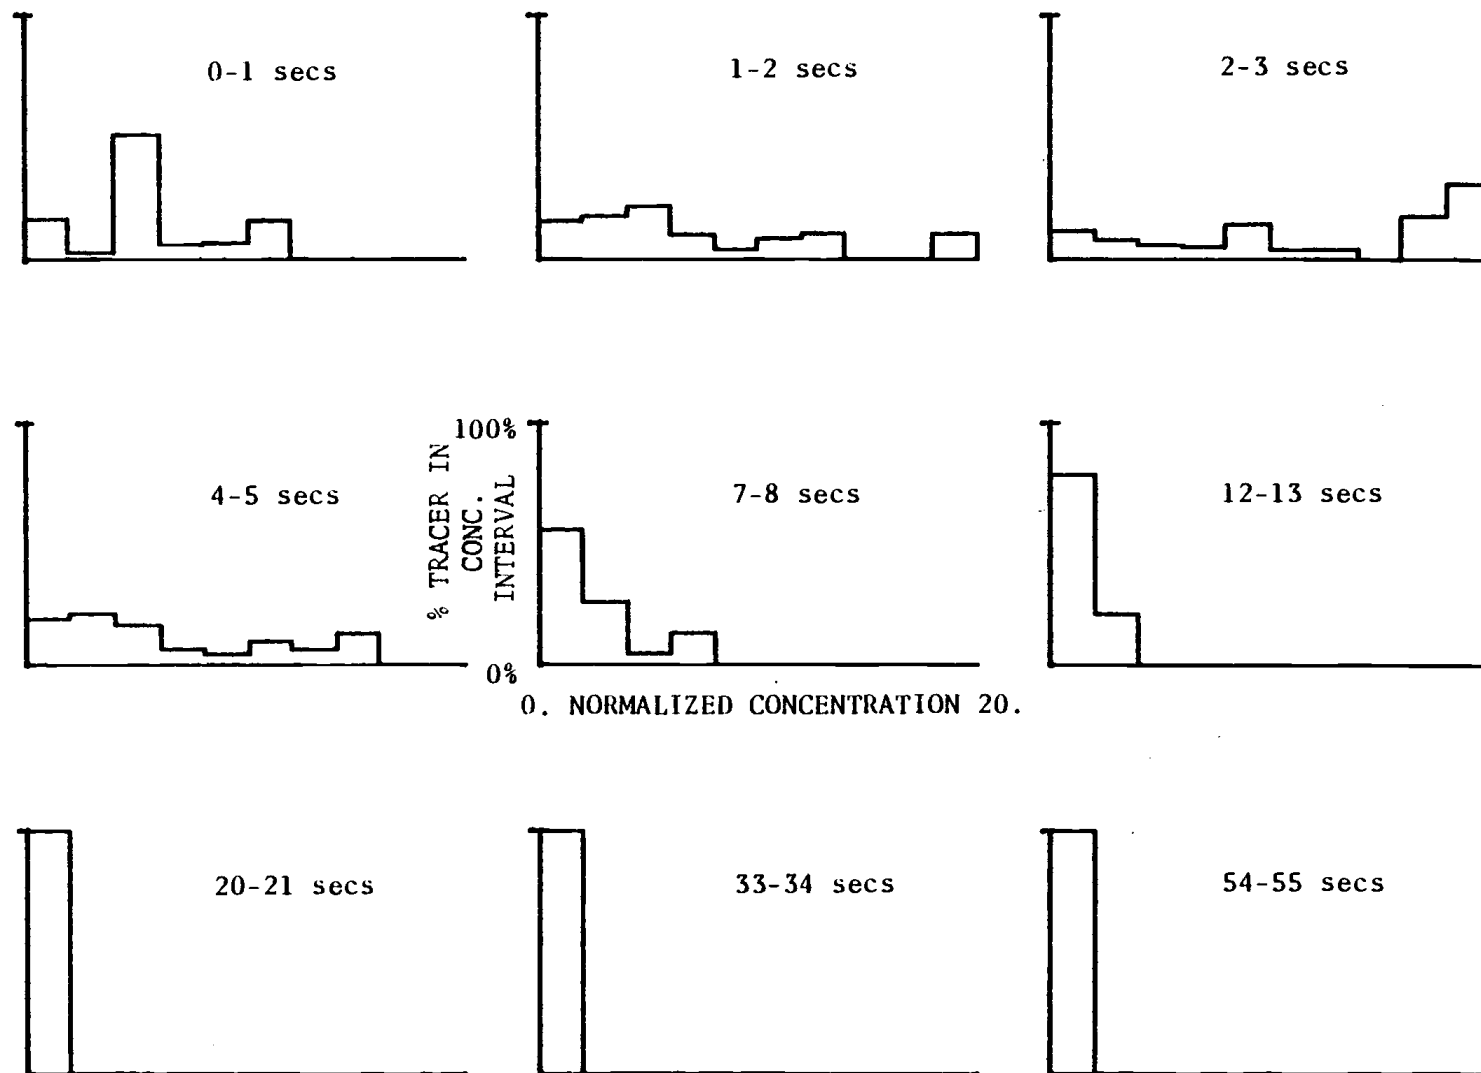 0-1 secs
1-2 secs
2-3 secs
4-5 secs
100%
% TRACER IN
CONC.
INTERVAL
0%
7-8 secs
12-13 secs
0. NORMALIZED CONCENTRATION 20.
20-21 secs
33-34 secs
54-55 secs